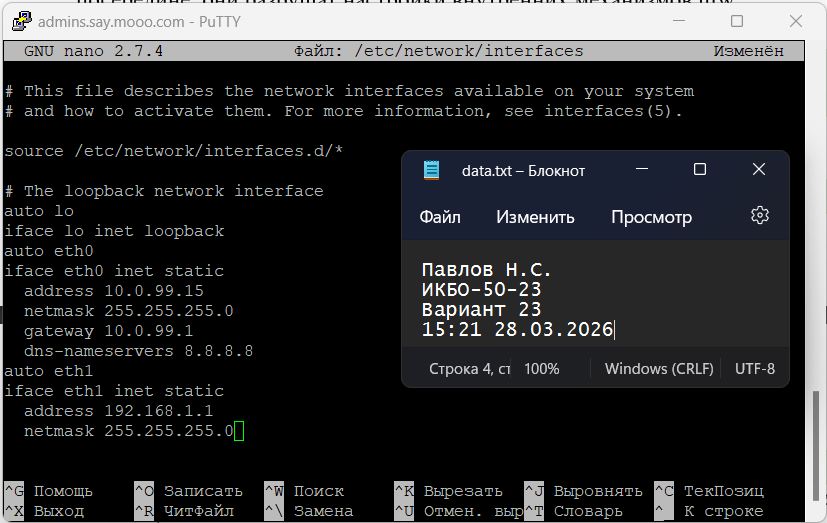 admins.say.mooo.com - PuTTY
GNU nano 2.7.4 Файл: /etc/network/interfaces Изменён
# This file describes the network interfaces available on your system
# and how to activate them. For more information, see interfaces(5).
source /etc/network/interfaces.d/*
# The loopback network interface
auto lo
iface lo inet loopback
auto eth0
iface eth0 inet static
address 10.0.99.15
netmask 255.255.255.0
gateway 10.0.99.1
dns-nameservers 8.8.8.8
auto eth1
iface eth1 inet static
address 192.168.1.1
netmask 255.255.255.0
data.txt – Блокнот
Файл Изменить Просмотр
Павлов Н.С.
ИКБО-50-23
Вариант 23
15:21 28.03.2026
Строка 4, ст 100% Windows (CRLF) UTF-8
^G Помощь ^O Записать ^W Поиск ^K Вырезать ^J Выровнять ^C ТекПозиц
^X Выход ^R ЧитФайл ^\ Замена ^U Отмен. выр ^T Словарь ^_ К строке